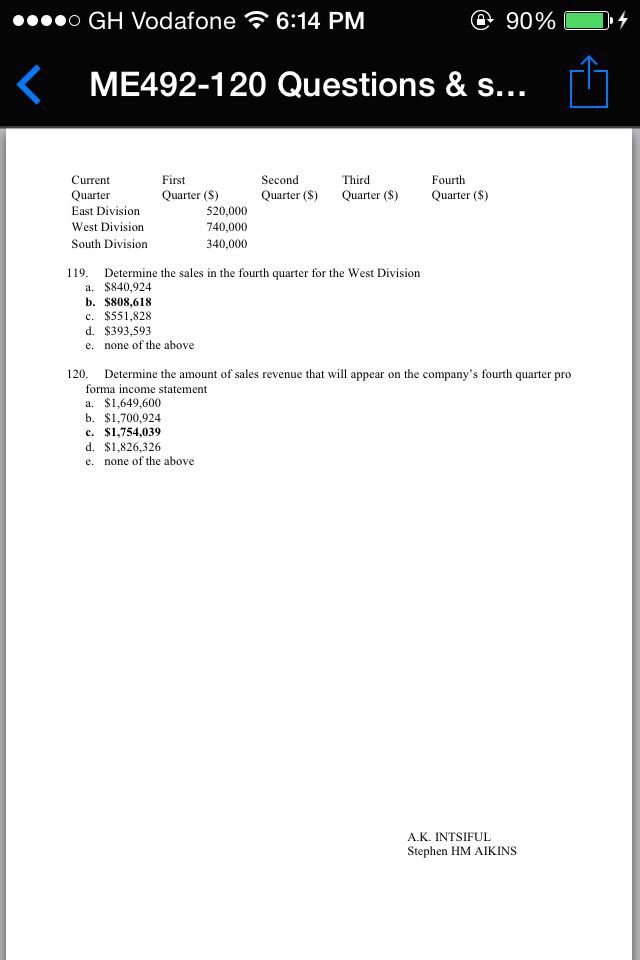 GH Vodafone 6:14 PM 90%
ME492-120 Questions & s...
Current First Second Third Fourth
Quarter Quarter ($) Quarter ($) Quarter ($) Quarter ($)
East Division 520,000
West Division 740,000
South Division 340,000
119. Determine the sales in the fourth quarter for the West Division
a. $840,924
b. $808,618
c. $551,828
d. $393,593
e. none of the above
120. Determine the amount of sales revenue that will appear on the company's fourth quarter pro
forma income statement
a. $1,649,600
b. $1,700,924
c. $1,754,039
d. $1,826,326
e. none of the above
A.K. INTSIFUL
Stephen HM AIKINS